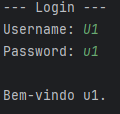 --- Login ---
Username: U1
Password: u1
Bem-vindo u1.